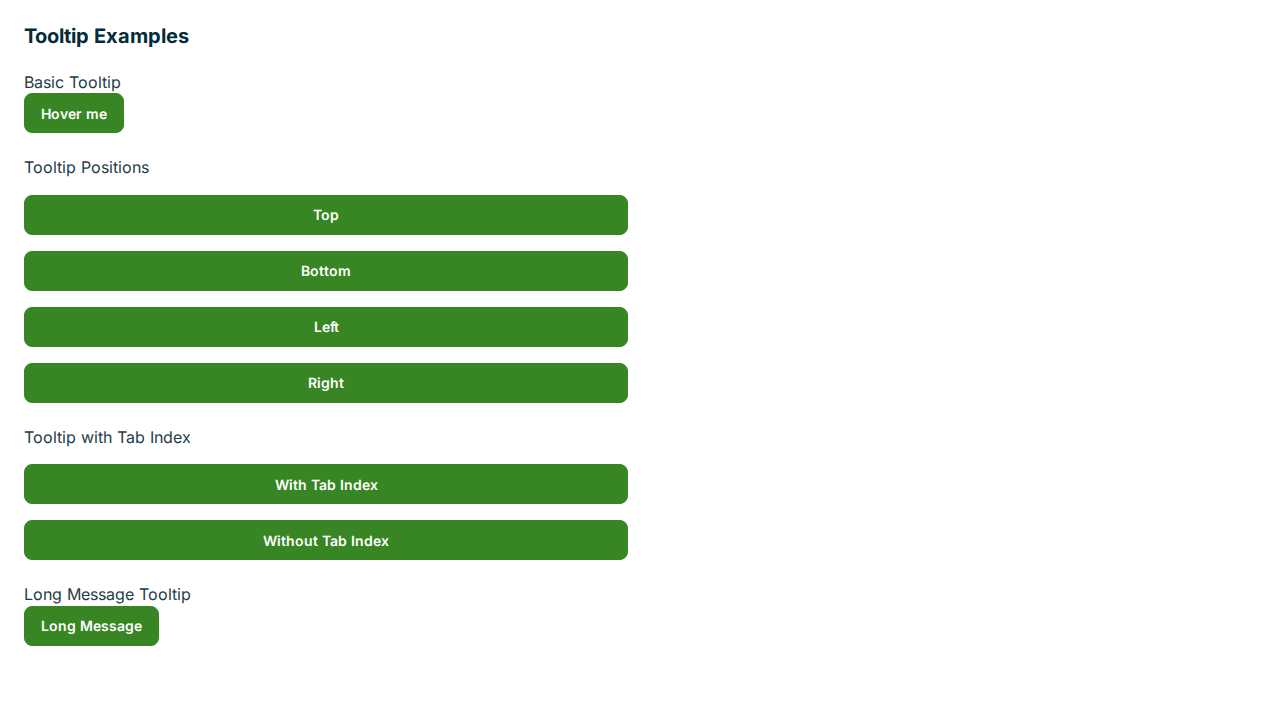 Tooltip Examples
Basic Tooltip
Hover me
Tooltip Positions
Top
Bottom
Left
Right
Tooltip with Tab Index
With Tab Index
Without Tab Index
Long Message Tooltip
Long Message